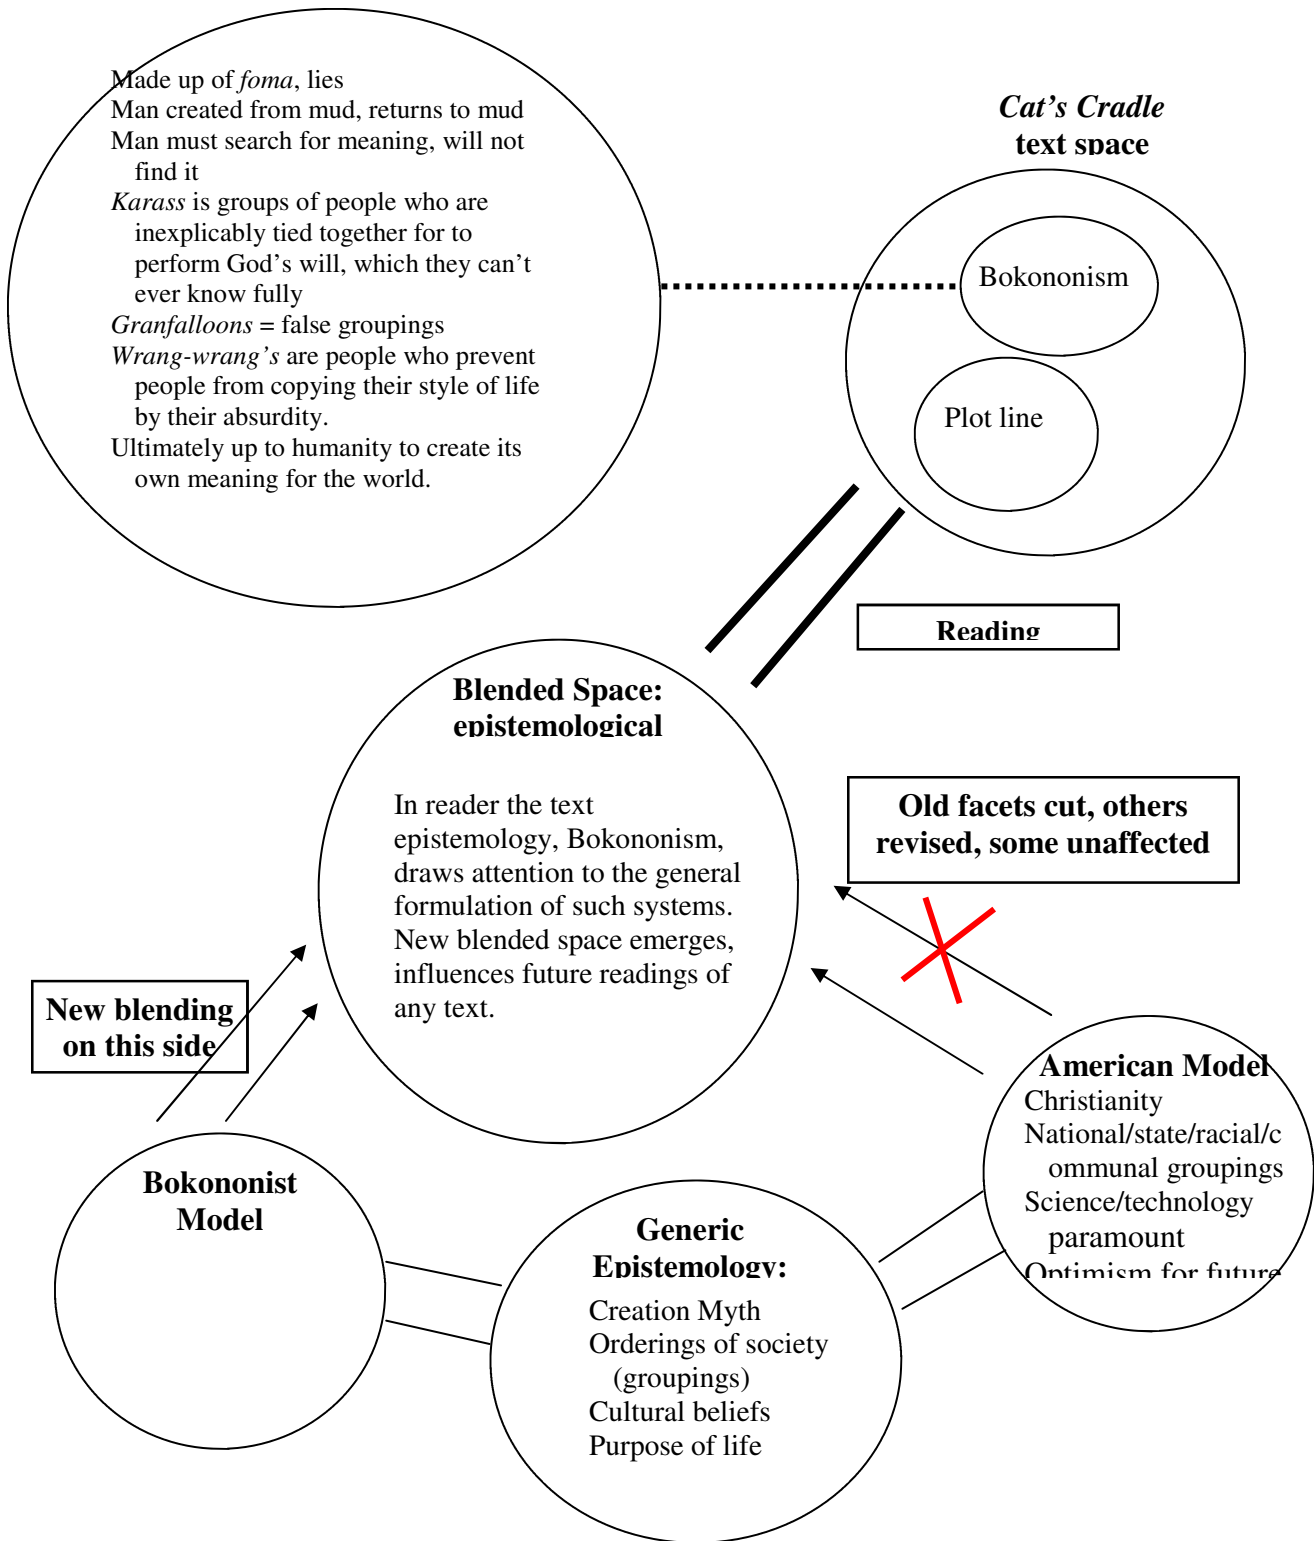 Made up of foma, lies
Man created from mud, returns to mud
Man must search for meaning, will not
find it
Karass is groups of people who are
inexplicably tied together for to
perform God's will, which they can't
ever know fully
Granfalloons = false groupings
Wrang-wrang's are people who prevent
people from copying their style of life
by their absurdity.
Ultimately up to humanity to create its
own meaning for the world.
Cat's Cradle
text space
Bokononism
Plot line
Reading
Blended Space:
epistemological
In reader the text
epistemology, Bokononism,
draws attention to the general
formulation of such systems.
New blended space emerges,
influences future readings of
any text.
Old facets cut, others
revised, some unaffected
New blending
on this side
American Model
Christianity
National/state/racial/c
ommunal groupings
Science/technology
paramount
Optimism for future
Bokononist
Model
Generic
Epistemology:
Creation Myth
Orderings of society
(groupings)
Cultural beliefs
Purpose of life